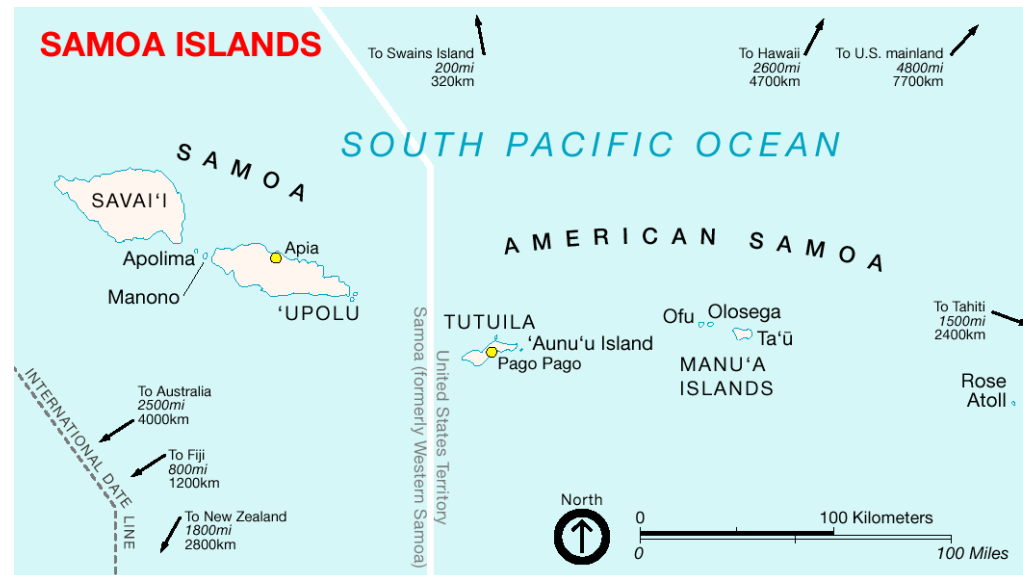 SAMOA ISLANDS
To Swains Island
200mi
320km
To Hawaii
2600mi
4700km
To U.S. mainland
4800mi
7700km
SOUTH PACIFIC OCEAN
SAMOA
SAVAI‘I
Apolima
Manono
Apia
‘UPOLU
AMERICAN SAMOA
TUTUILA
‘Aunu‘u Island
Pago Pago
Ofu
Olosega
Ta‘ū
MANU‘A
ISLANDS
To Tahiti
1500mi
2400km
Rose
Atoll
Samoa (formerly Western Samoa)
United States Territory
INTERNATIONAL DATE LINE
To Australia
2500mi
4000km
To Fiji
800mi
1200km
To New Zealand
1800mi
2800km
North
0 100 Kilometers
0 100 Miles